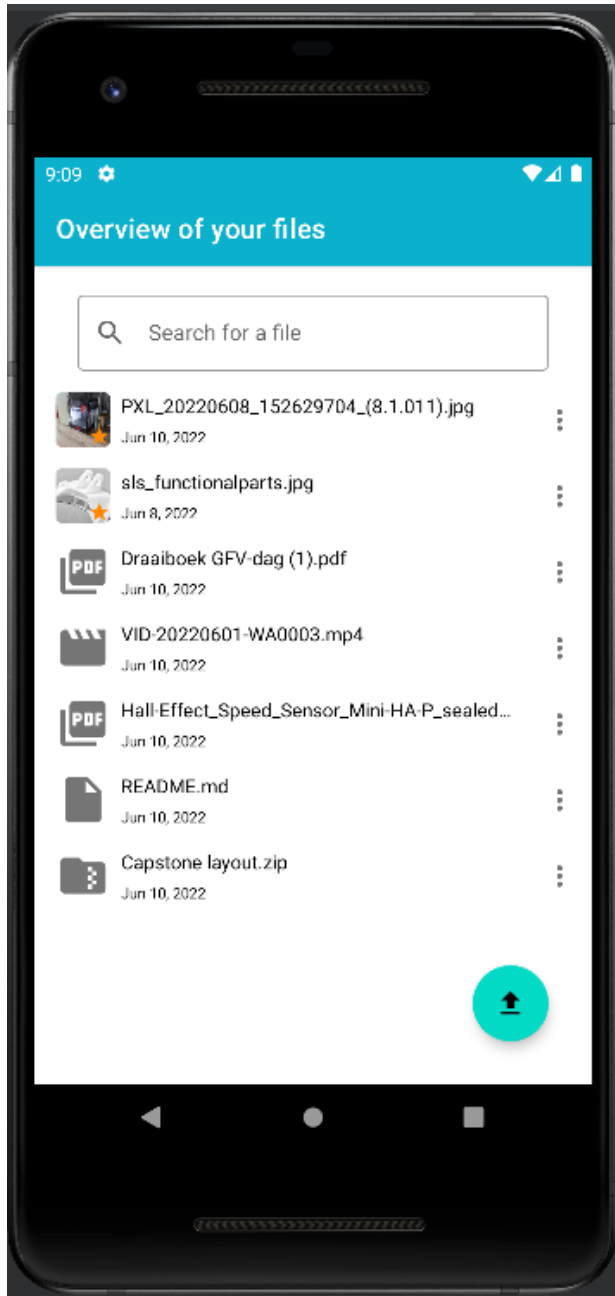 9:09
Overview of your files
Search for a file
PXL_20220608_152629704_(8.1.011).jpg
Jun 10, 2022
sls_functionalparts.jpg
Jun 8, 2022
PDF
Draaiboek GFV-dag (1).pdf
Jun 10, 2022
VID-20220601-WA0003.mp4
Jun 10, 2022
PDF
Hall-Effect_Speed_Sensor_Mini-HA-P_sealed...
Jun 10, 2022
README.md
Jun 10, 2022
Capstone layout.zip
Jun 10, 2022